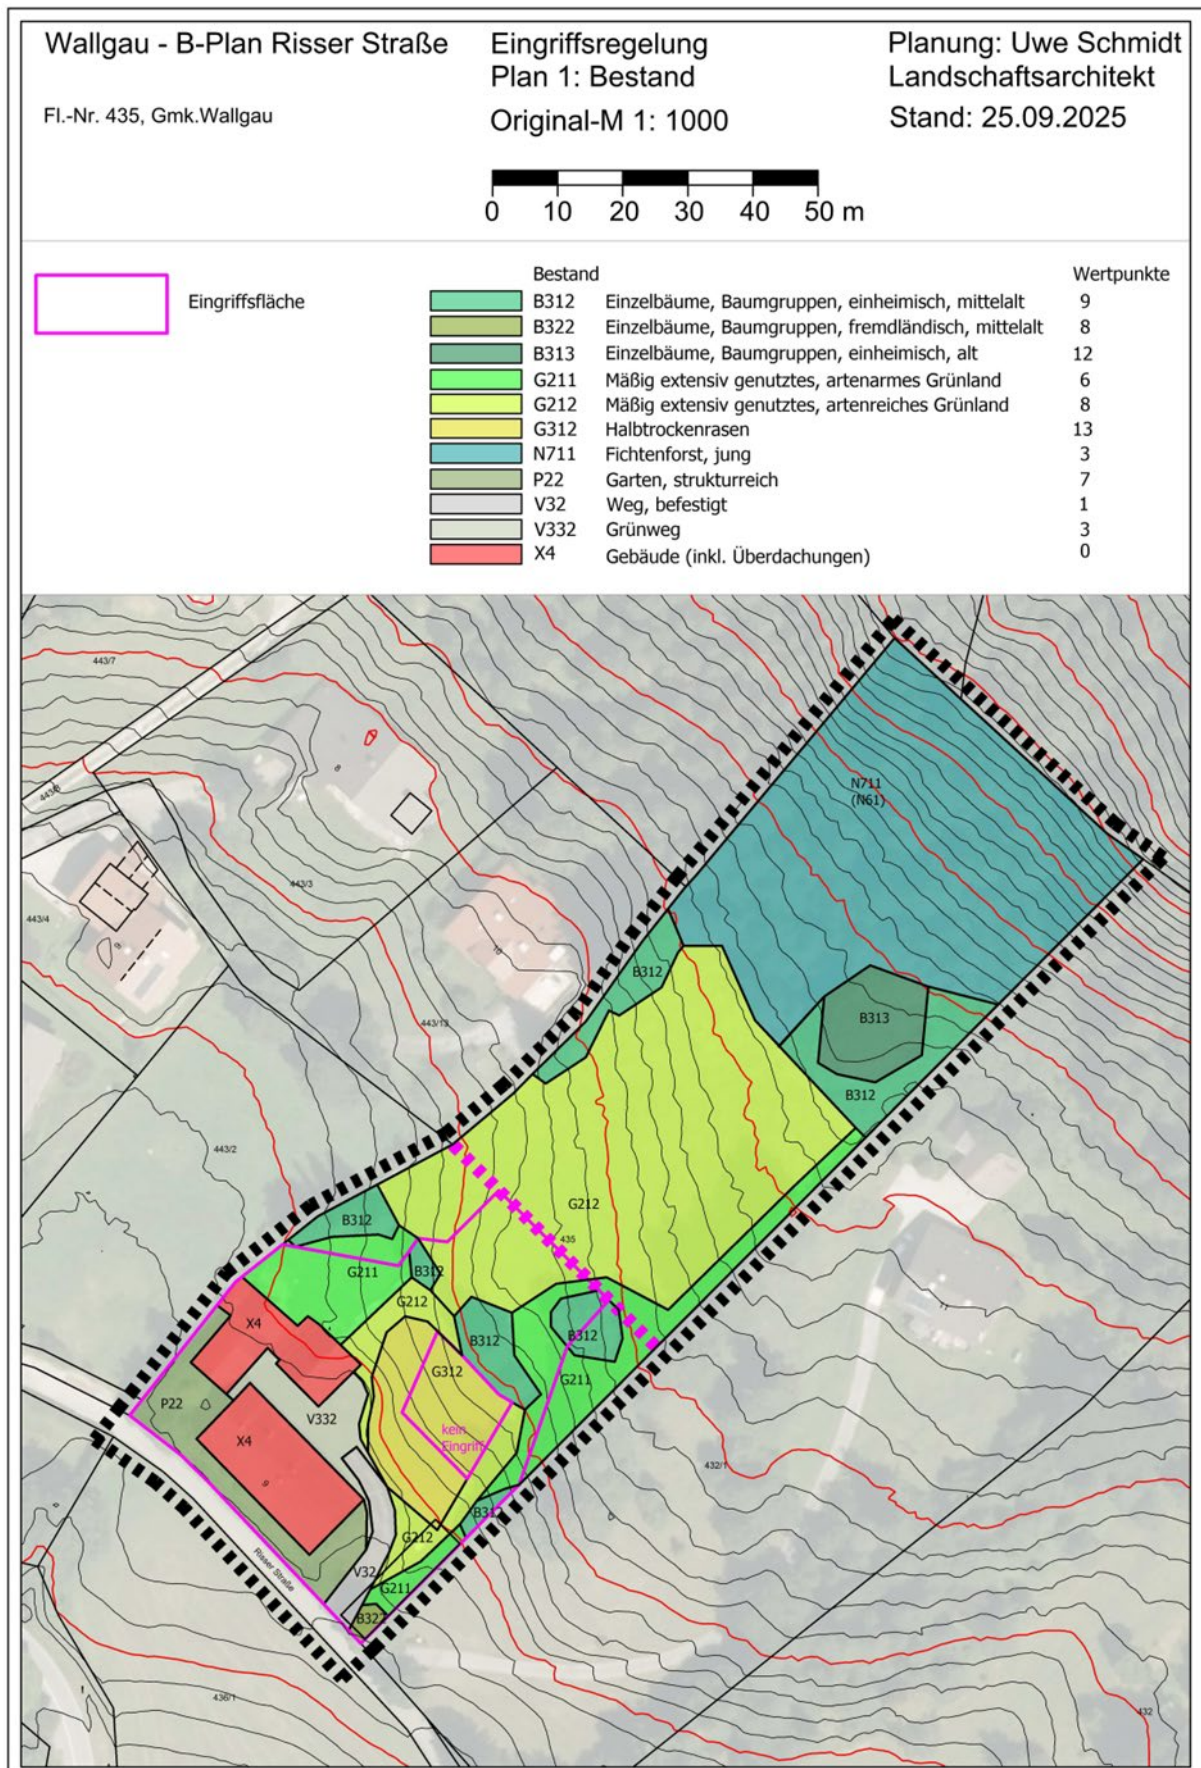 Wallgau - B-Plan Risser Straße
Fl.-Nr. 435, Gmk.Wallgau
Eingriffsregelung
Plan 1: Bestand
Original-M 1: 1000
Planung: Uwe Schmidt
Landschaftsarchitekt
Stand: 25.09.2025
0 10 20 30 40 50 m
Eingriffsfläche
Bestand Wertpunkte
B312 Einzelbäume, Baumgruppen, einheimisch, mittelalt 9
B322 Einzelbäume, Baumgruppen, fremdländisch, mittelalt 8
B313 Einzelbäume, Baumgruppen, einheimisch, alt 12
G211 Mäßig extensiv genutztes, artenarmes Grünland 6
G212 Mäßig extensiv genutztes, artenreiches Grünland 8
G312 Halbtrockenrasen 13
N711 Fichtenforst, jung 3
P22 Garten, strukturreich 7
V32 Weg, befestigt 1
V332 Grünweg 3
X4 Gebäude (inkl. Überdachungen) 0
443/7
8
N711
(N61)
443/3
443/4
9
10
B312
443/13
B313
B312
443/2
B312
G212
435
G211
B312
G212
X4
B312
B312
G312
G211
P22
V332
kein
Eingriff
X4
432/1
9
B312
G212
Risser Straße
V32
G211
B322
436/1
432